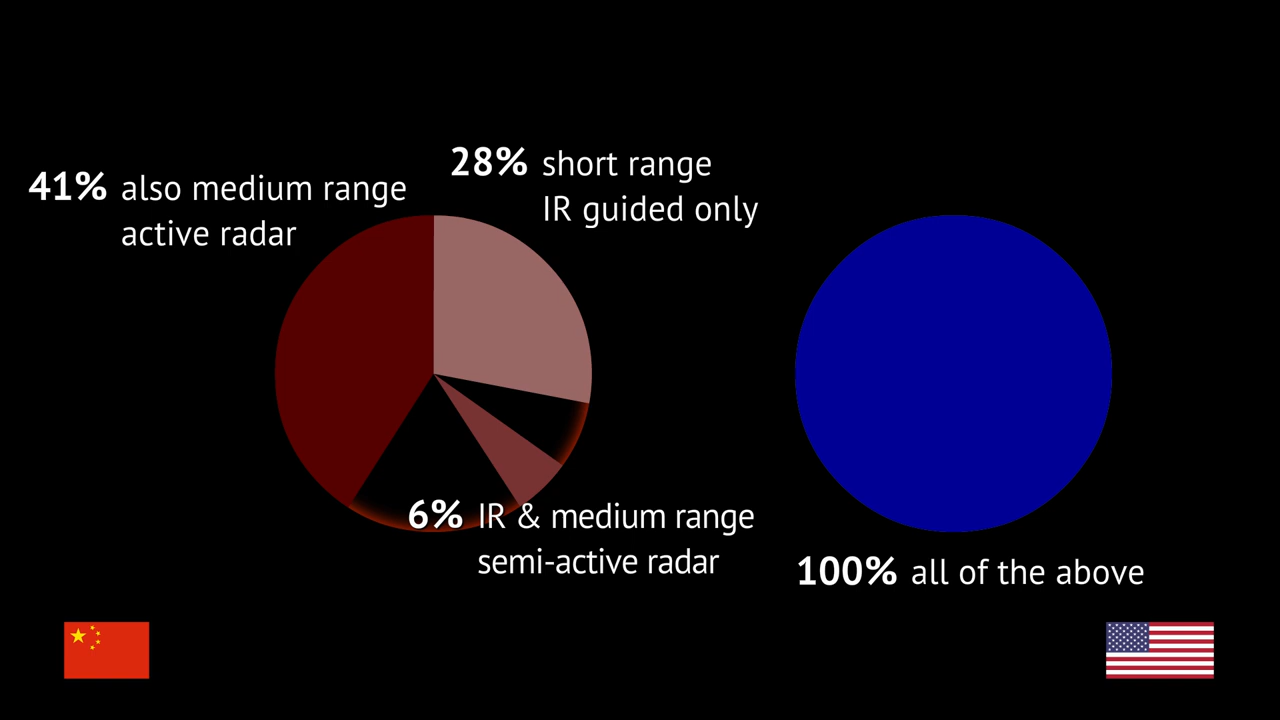 28% short range
IR guided only
41% also medium range
active radar
6% IR & medium range
semi-active radar
100% all of the above